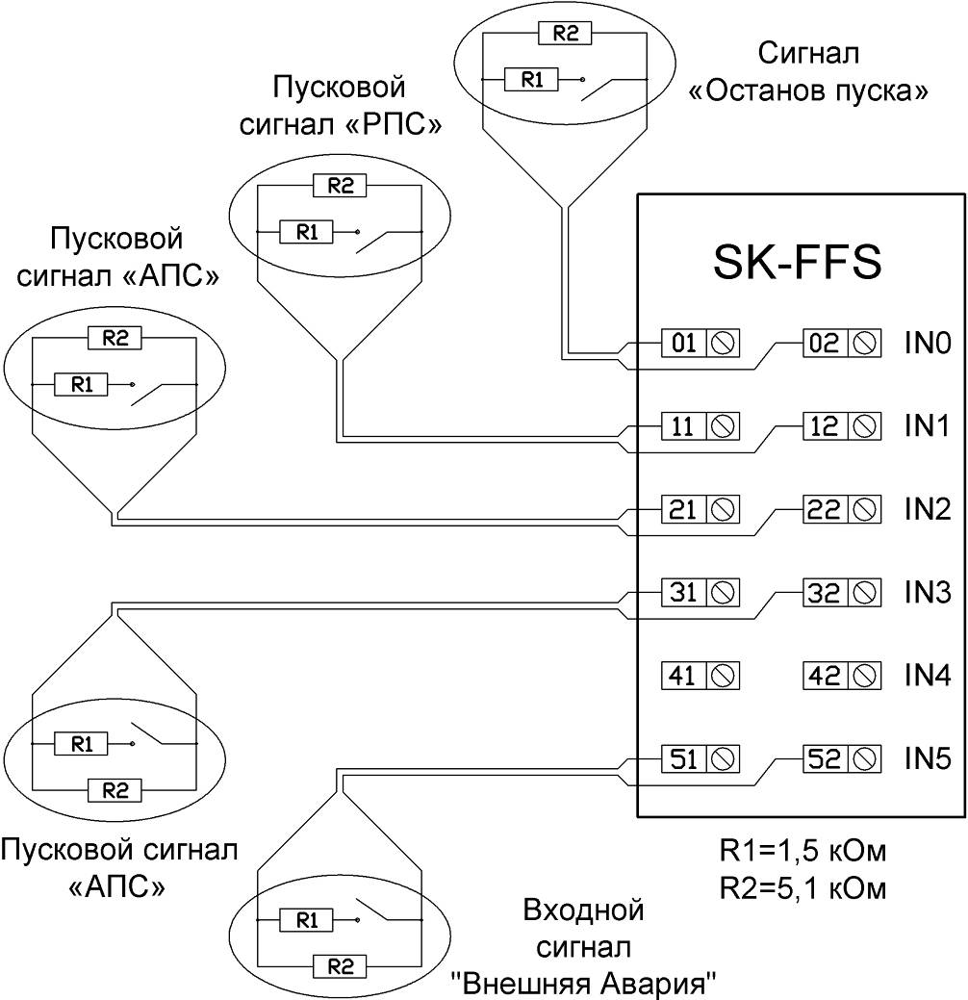 R2
R1
Сигнал
«Останов пуска»
Пусковой
сигнал «РПС»
R2
R1
Пусковой
сигнал «АПС»
R2
R1
SK-FFS
01 02 IN0
11 12 IN1
21 22 IN2
31 32 IN3
41 42 IN4
51 52 IN5
R1
R2
Пусковой сигнал
«АПС»
R1=1,5 кОм
R2=5,1 кОм
R1
R2
Входной
сигнал
"Внешняя Авария"